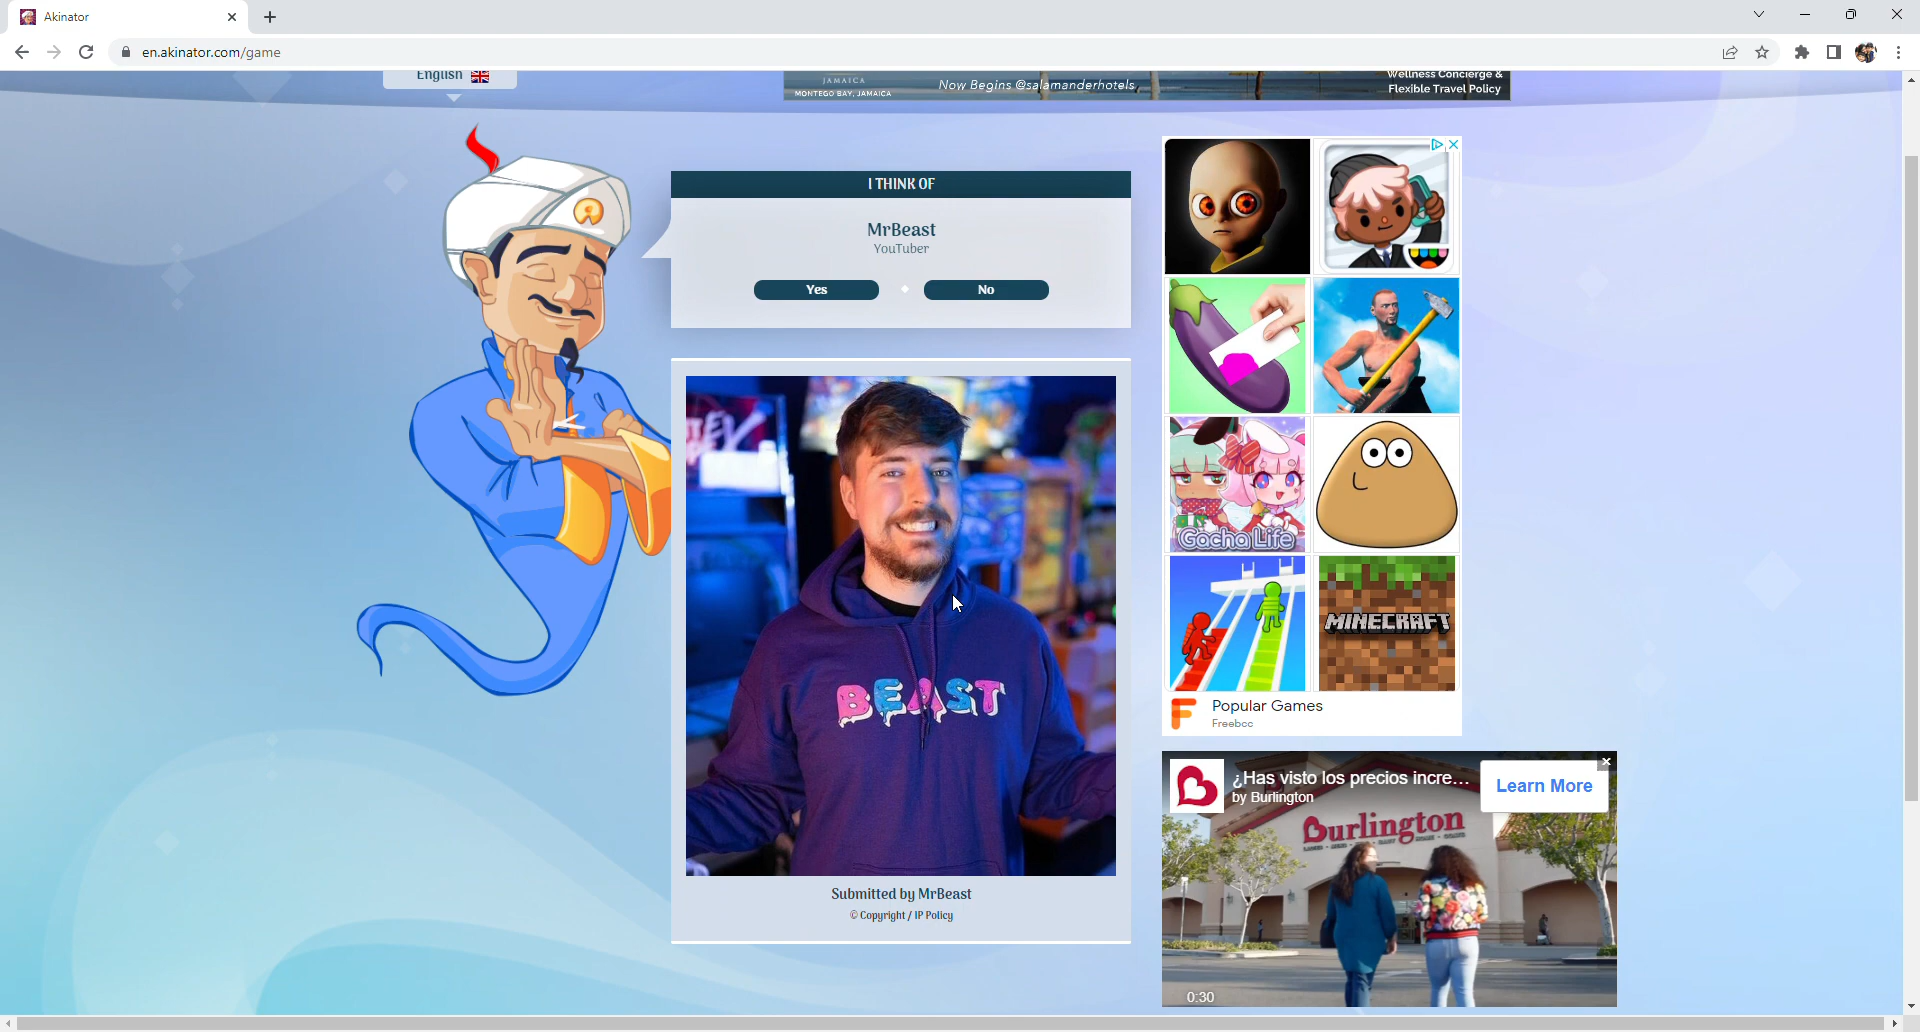 Akinator
en.akinator.com/game
English
JAMAICA
MONTEGO BAY, JAMAICA
Now Begins @salamanderhotels
Wellness Concierge &
Flexible Travel Policy
I THINK OF
MrBeast
YouTuber
Yes
No
BEAST
Submitted by MrBeast
© Copyright / IP Policy
Gacha Life
MINECRAFT
Popular Games
Freebcc
¿Has visto los precios incre...
by Burlington
Learn More
Burlington
0:30